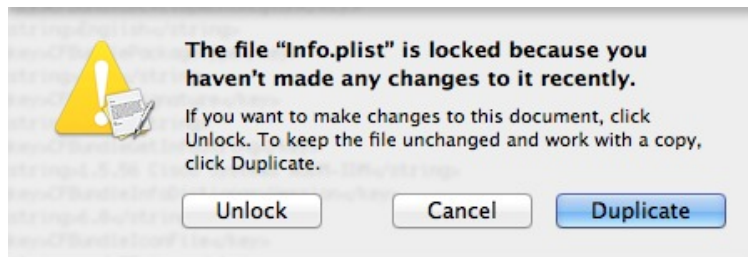 The file “Info.plist” is locked because you
haven’t made any changes to it recently.
If you want to make changes to this document, click
Unlock. To keep the file unchanged and work with a copy,
click Duplicate.
Unlock
Cancel
Duplicate